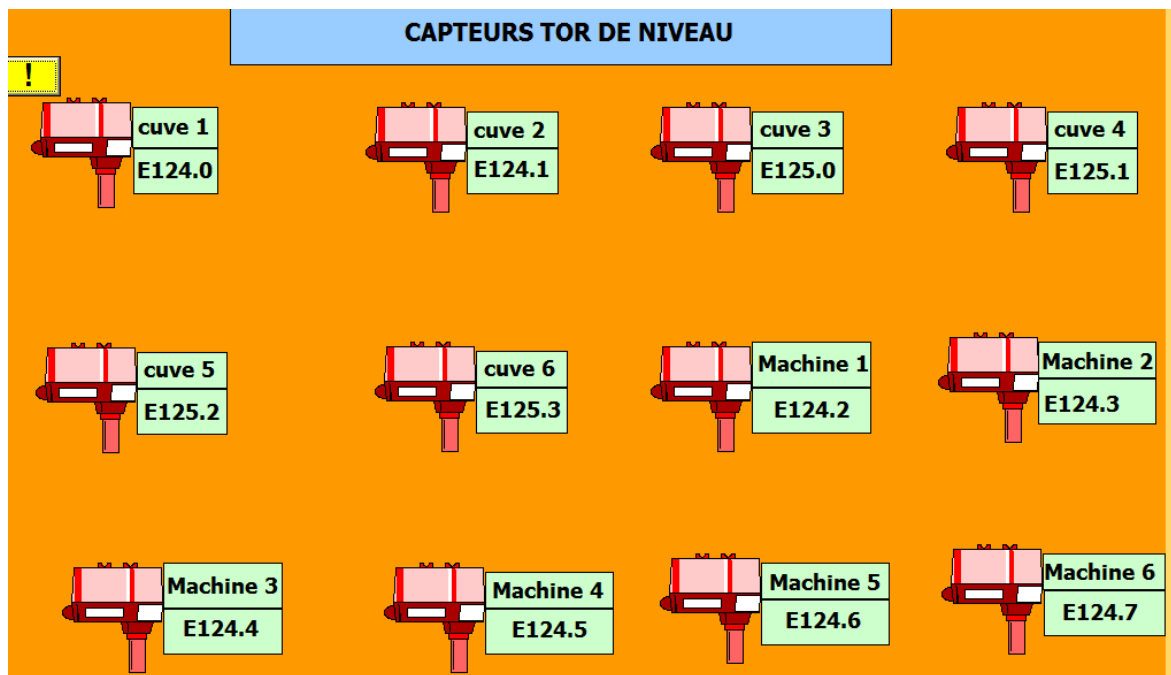 CAPTEURS TOR DE NIVEAU
!
cuve 1
E124.0
cuve 2
E124.1
cuve 3
E125.0
cuve 4
E125.1
cuve 5
E125.2
cuve 6
E125.3
Machine 1
E124.2
Machine 2
E124.3
Machine 3
E124.4
Machine 4
E124.5
Machine 5
E124.6
Machine 6
E124.7